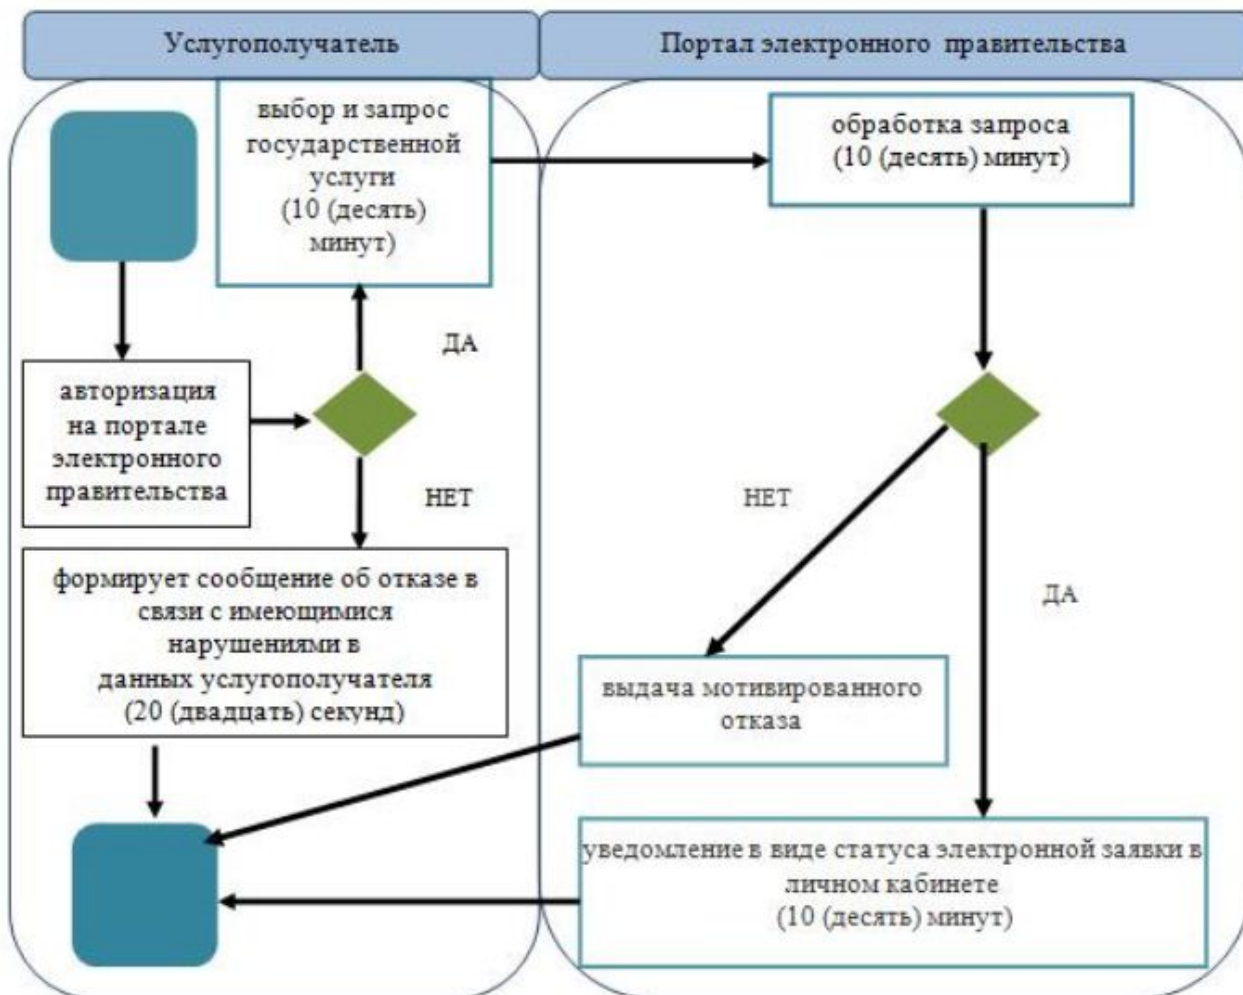 Услугополучатель
Портал электронного правительства
выбор и запрос
государственной
услуги
(10 (десять)
минут)
обработка запроса
(10 (десять) минут)
ДА
авторизация
на портале
электронного
правительства
НЕТ
НЕТ
ДА
формирует сообщение об отказе в
связи с имеющимися
нарушениями в
данных услугополучателя
(20 (двадцать) секунд)
выдача мотивированного
отказа
уведомление в виде статуса электронной заявки в
личном кабинете
(10 (десять) минут)